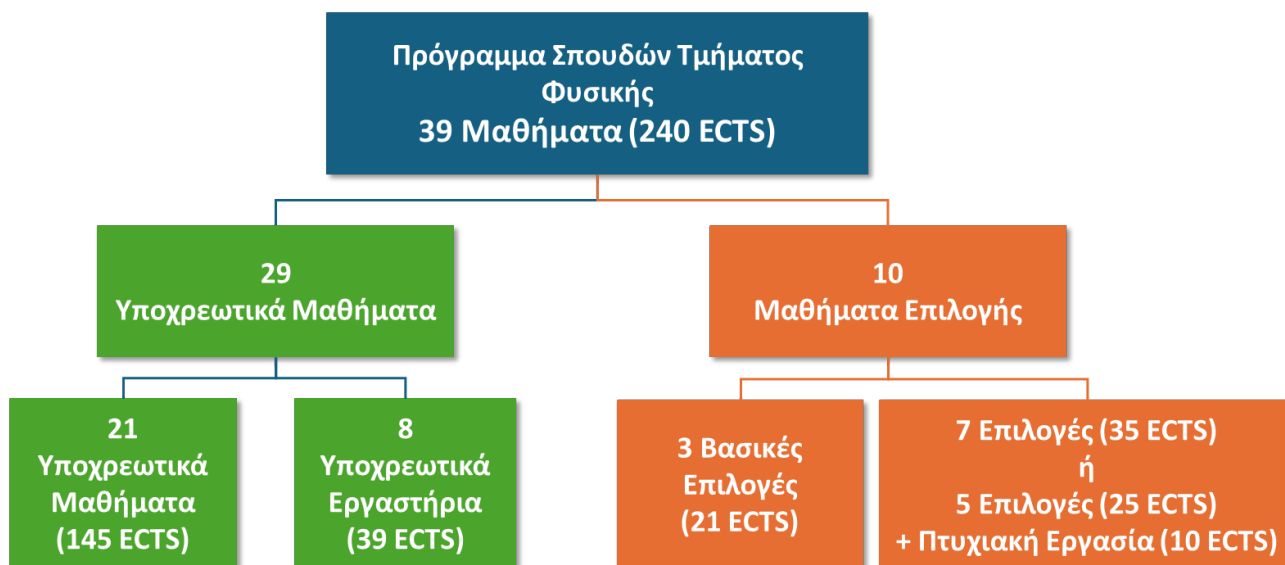 Πρόγραμμα Σπουδών Τμήματος
Φυσικής
39 Μαθήματα (240 ECTS)
29
Υποχρεωτικά Μαθήματα
10
Μαθήματα Επιλογής
21
Υποχρεωτικά
Μαθήματα
(145 ECTS)
8
Υποχρεωτικά
Εργαστήρια
(39 ECTS)
3 Βασικές
Επιλογές
(21 ECTS)
7 Επιλογές (35 ECTS)
ή
5 Επιλογές (25 ECTS)
+ Πτυχιακή Εργασία (10 ECTS)